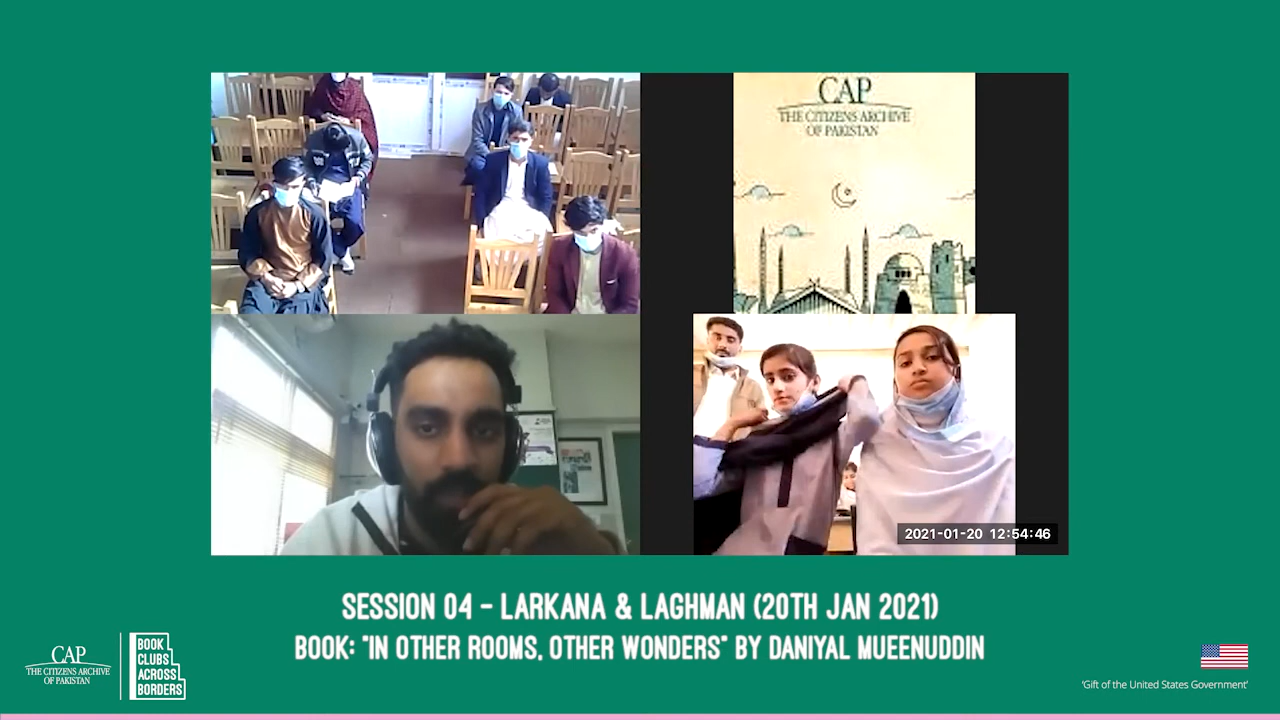 CAP
THE CITIZENS ARCHIVE
OF PAKISTAN
2021-01-20 12:54:46
SESSION 04 - LARKANA & LAGHMAN (20TH JAN 2021)
BOOK: "IN OTHER ROOMS, OTHER WONDERS" BY DANIYAL MUEENUDDIN
CAP
THE CITIZENS ARCHIVE
OF PAKISTAN
BOOK
CLUBS
ACROSS
BORDERS
'Gift of the United States Government'